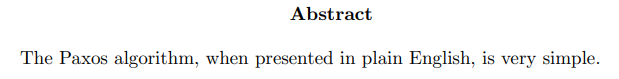 Abstract
The Paxos algorithm, when presented in plain English, is very simple.